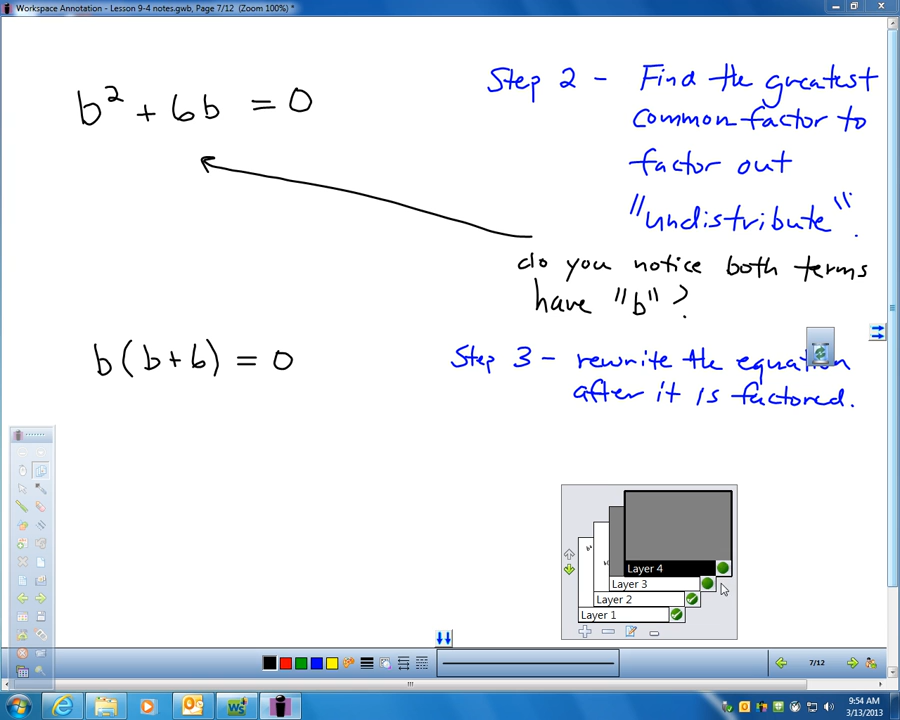 Workspace Annotation - Lesson 9-4 notes.gwb, Page 7/12 (Zoom 100%) *
b² + 6b = 0
Step 2 - Find the greatest
common factor to
factor out
"undistribute".
do you notice both terms
have "b"?
b(b+6) = 0
Step 3 - rewrite the equation
after it is factored.
Layer 4
Layer 3
Layer 2
Layer 1
7/12
9:54 AM
3/13/2013